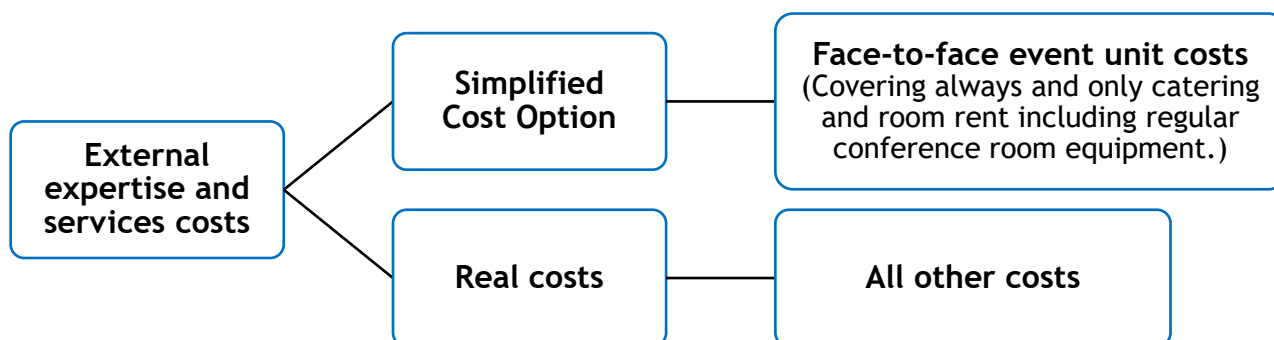 External
expertise and
services costs
Simplified
Cost Option
Face-to-face event unit costs
(Covering always and only catering
and room rent including regular
conference room equipment.)
Real costs
All other costs